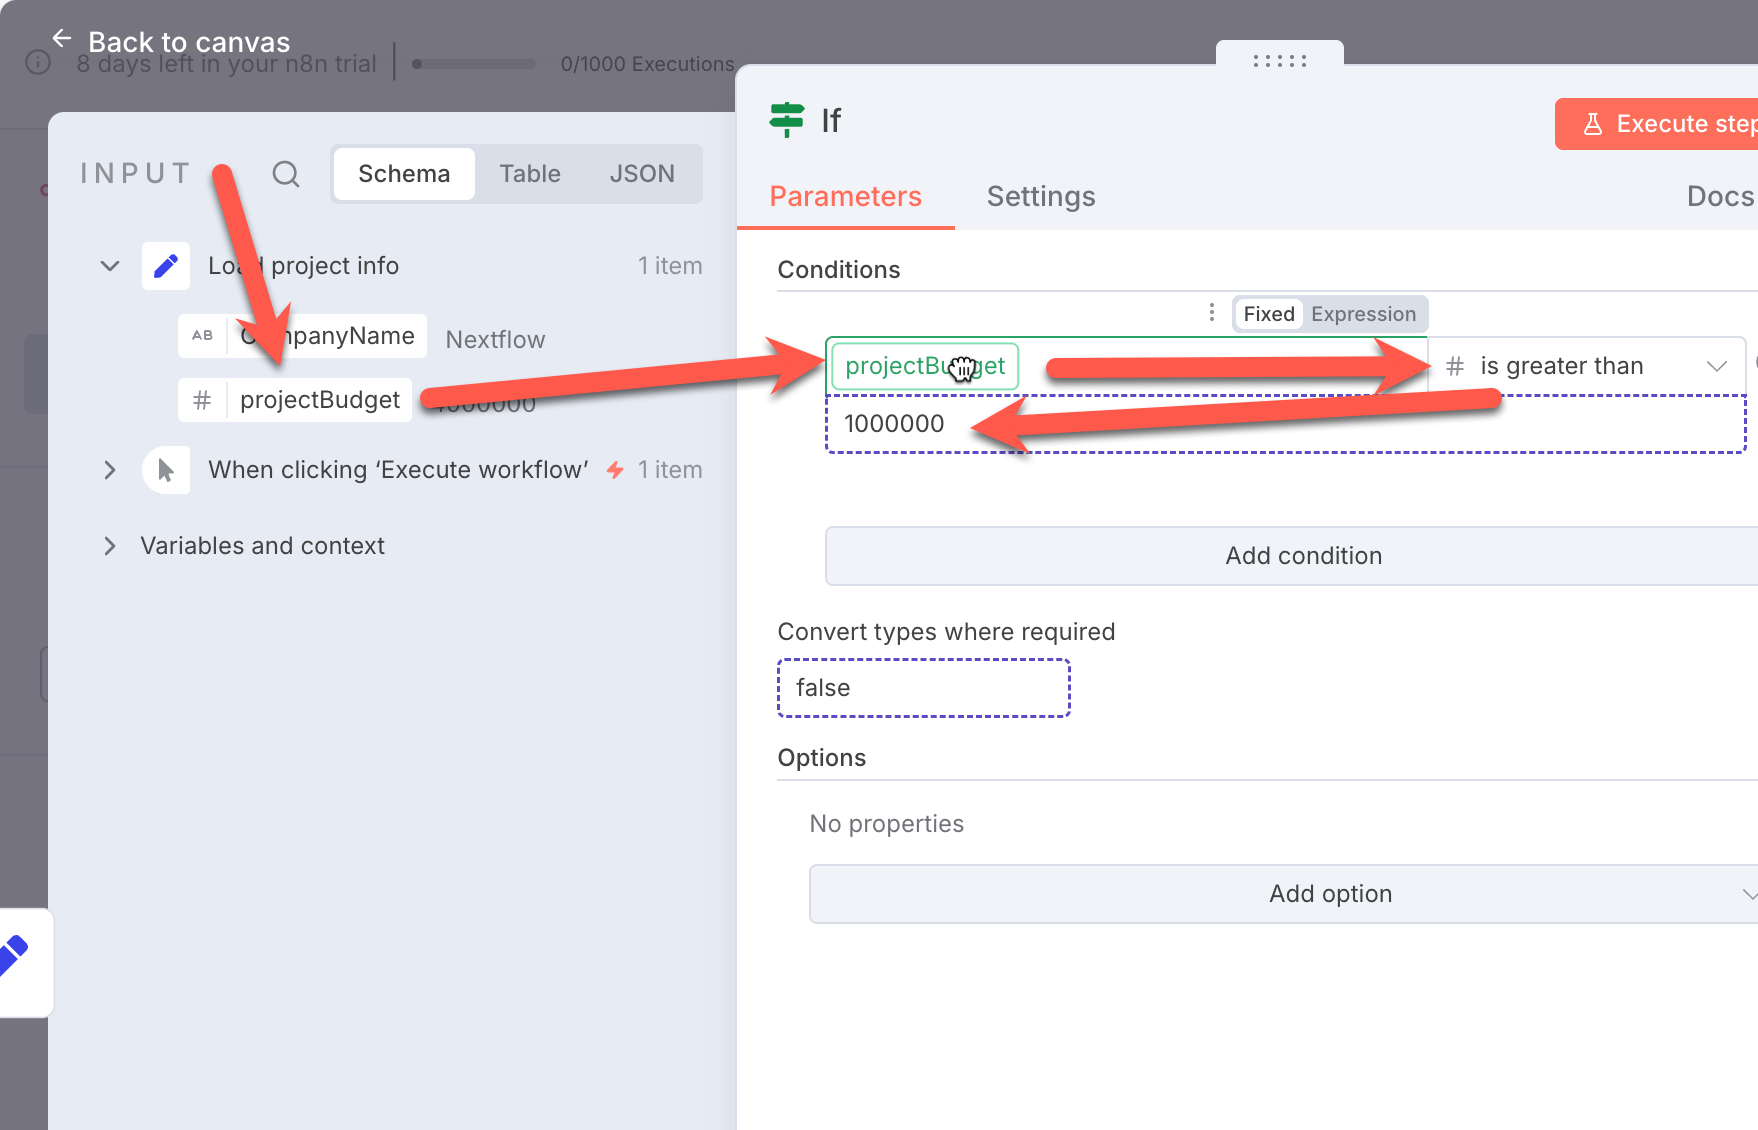 Back to canvas
8 days left in your n8n trial
0/1000 Executions
INPUT
Schema
Table
JSON
Load project info
1 item
AB
CompanyName
Nextflow
#
projectBudget
When clicking ‘Execute workflow’
1 item
Variables and context
If
Execute step
Parameters
Settings
Docs
Conditions
Fixed
Expression
projectBudget
# is greater than
1000000
Add condition
Convert types where required
false
Options
No properties
Add option